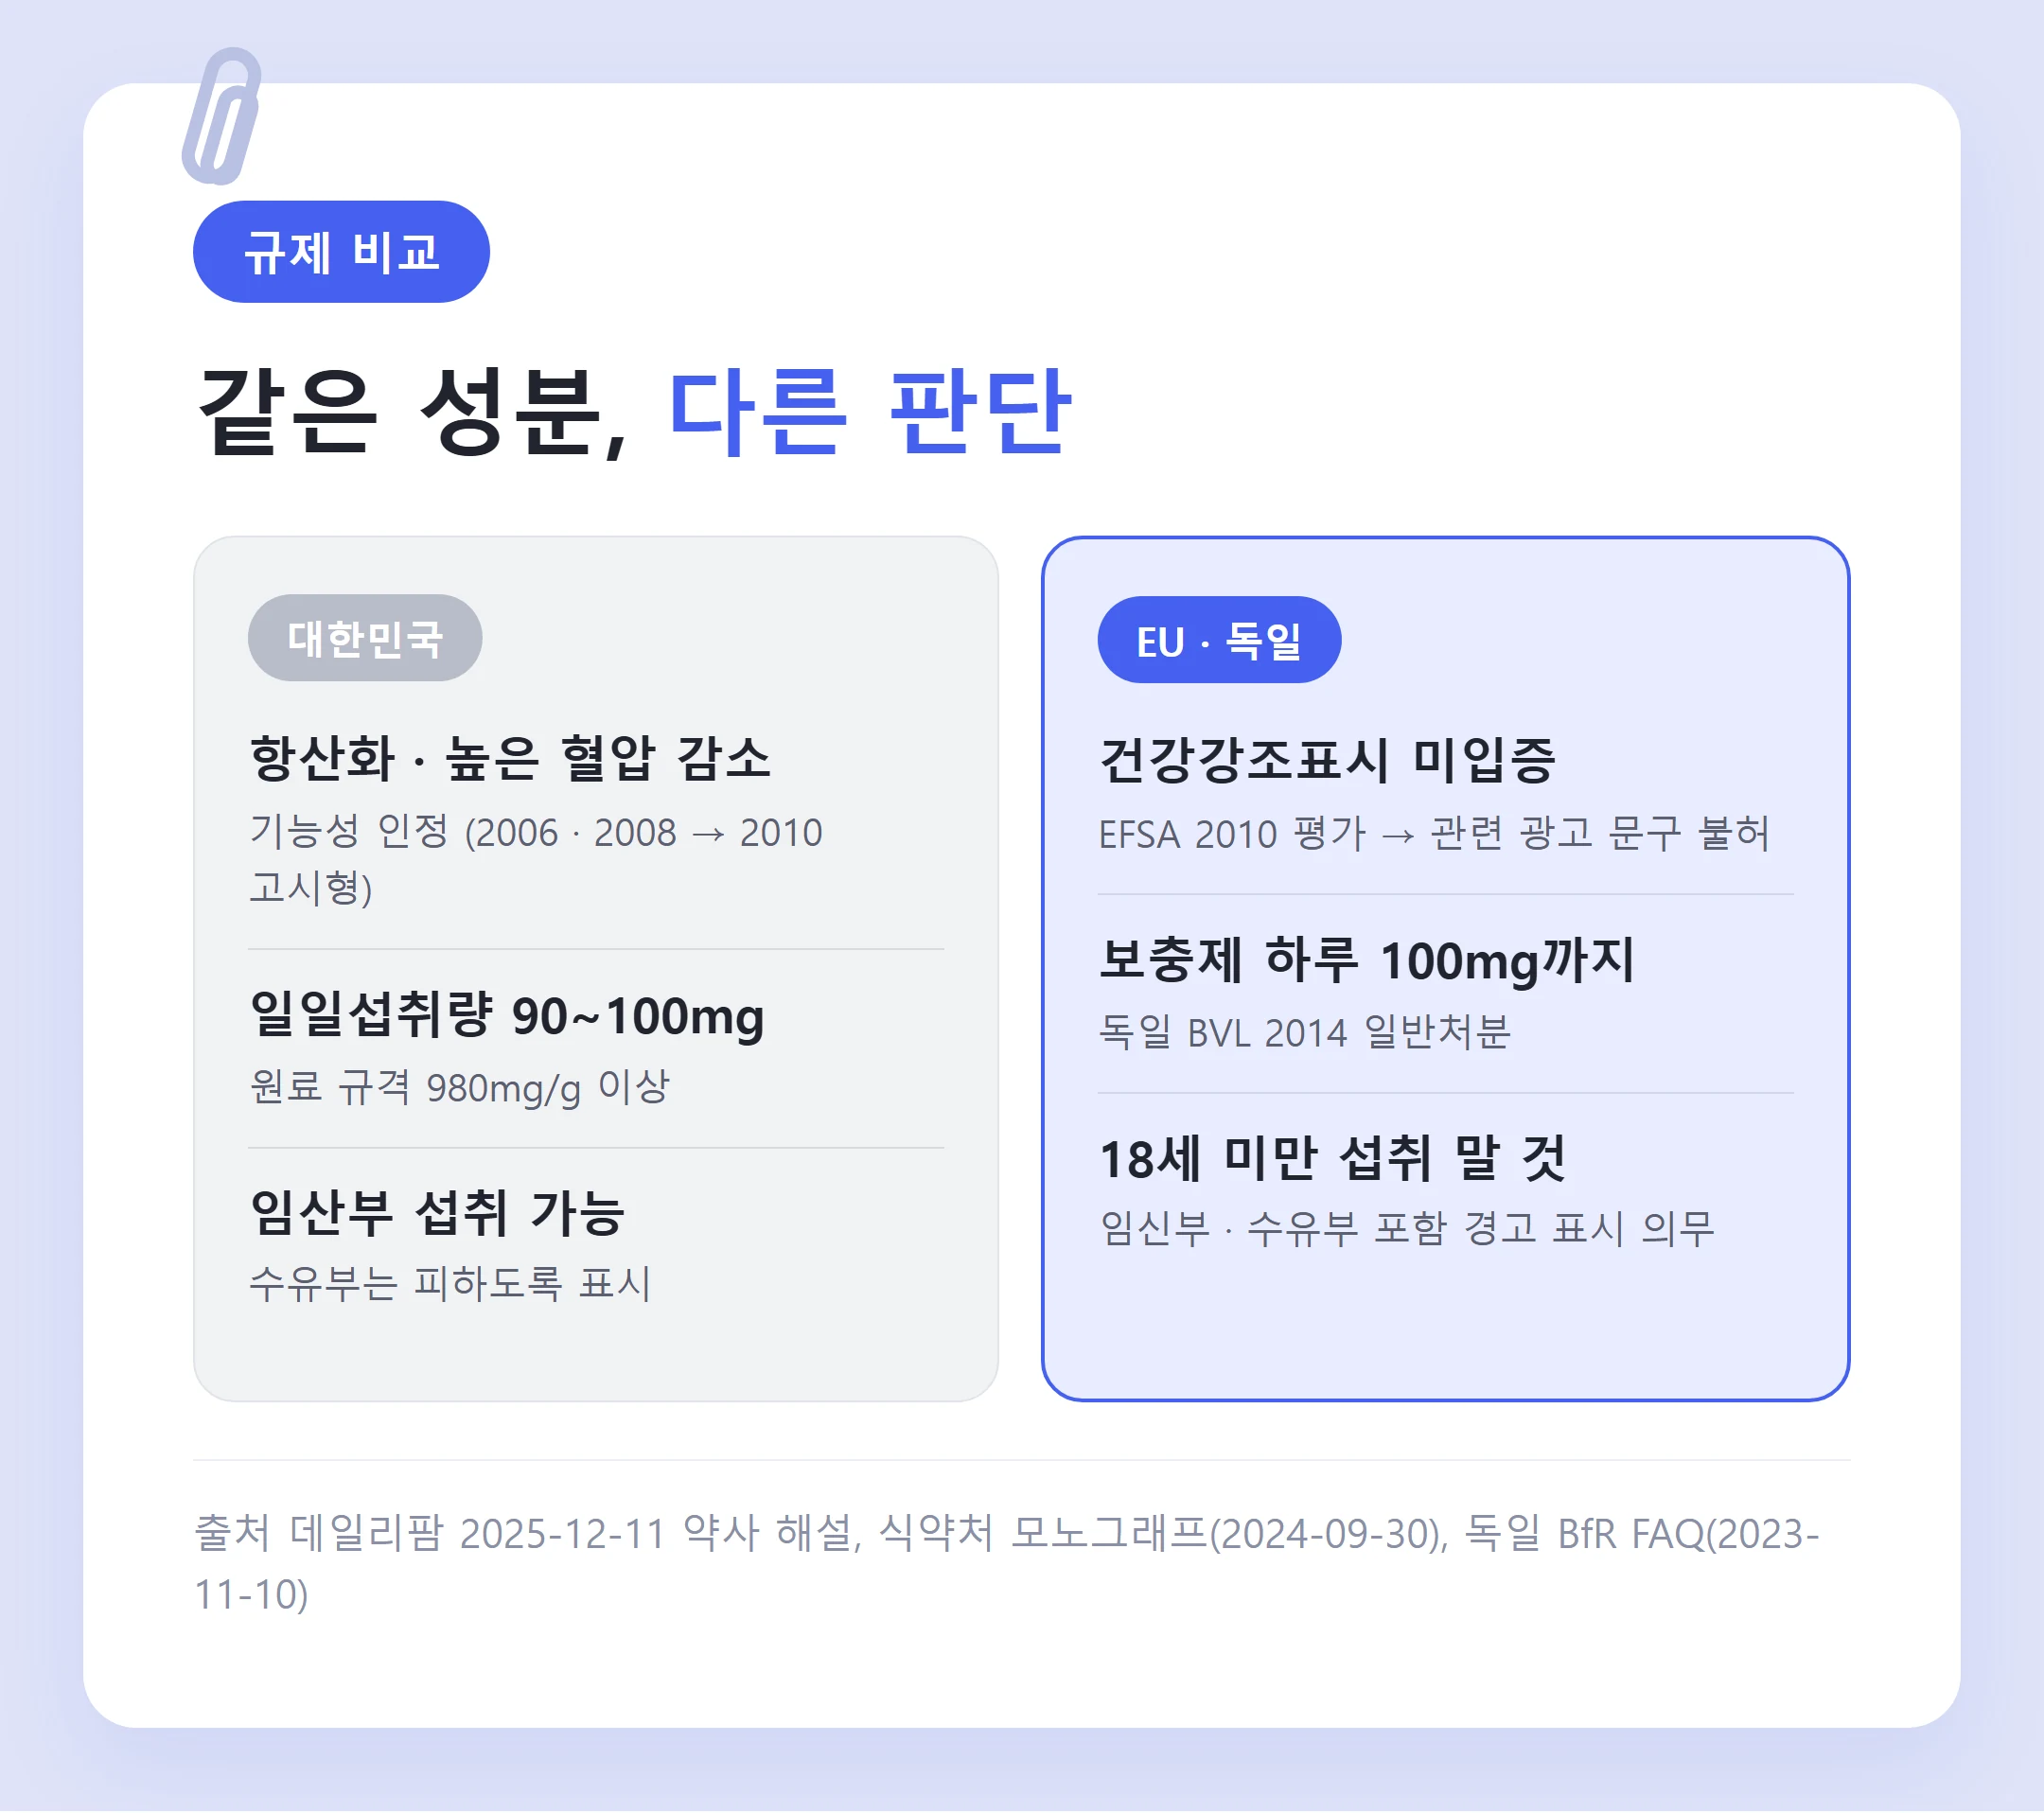 규제 비교
같은 성분, 다른 판단
대한민국
항산화 · 높은 혈압 감소
기능성 인정 (2006 · 2008 → 2010
고시형)
일일섭취량 90~100mg
원료 규격 980mg/g 이상
임산부 섭취 가능
수유부는 피하도록 표시
EU · 독일
건강강조표시 미입증
EFSA 2010 평가 → 관련 광고 문구 불허
보충제 하루 100mg까지
독일 BVL 2014 일반처분
18세 미만 섭취 말 것
임신부 · 수유부 포함 경고 표시 의무
출처 데일리팜 2025-12-11 약사 해설, 식약처 모노그래프(2024-09-30), 독일 BfR FAQ(2023-
11-10)